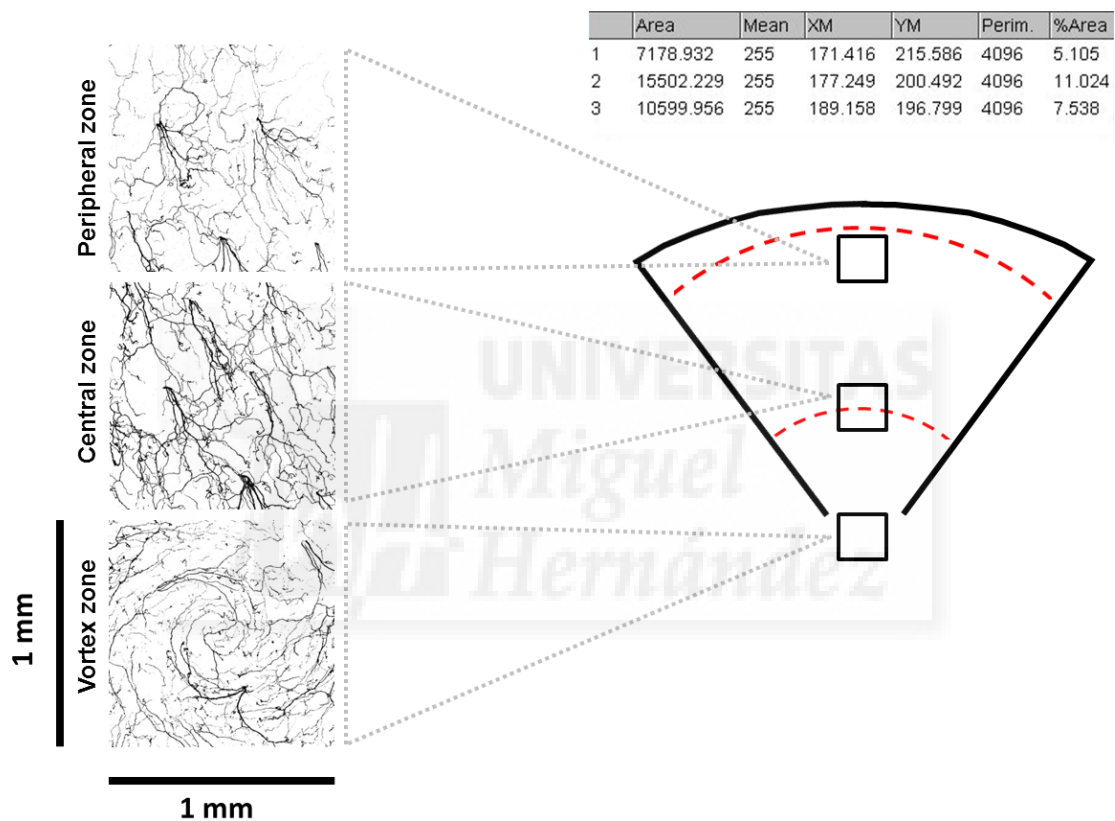 Area Mean XM YM Perim. %Area
1 7178.932 255 171.416 215.586 4096 5.105
2 15502.229 255 177.249 200.492 4096 11.024
3 10599.956 255 189.158 196.799 4096 7.538
Peripheral zone
Central zone
Vortex zone
1 mm
1 mm
UNIVERSITAS
Miguel
Hernández